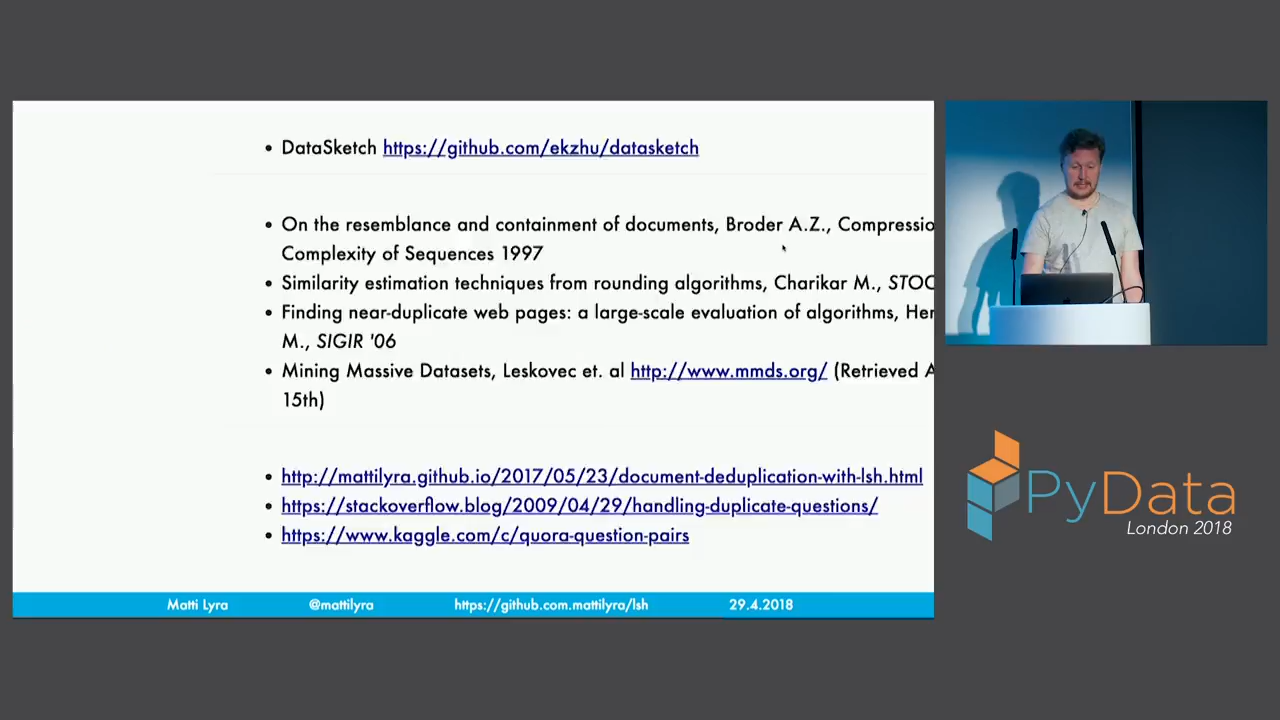 DataSketch https://github.com/ekzhu/datasketch
On the resemblance and containment of documents, Broder A.Z.,
Complexity of Sequences 1997
Similarity estimation techniques from rounding algorithms, Charikar M., STOC
Finding near-duplicate web pages: a large-scale evaluation of algorithms,
M., SIGIR '06
Mining Massive Datasets, Leskovec et. al http://www.mmds.org/ (Retrieved
15th)
http://mattilyra.github.io/2017/05/23/document-deduplication-with-lsh.html
https://stackoverflow.blog/2009/04/29/handling-duplicate-questions/
https://www.kaggle.com/c/quora-question-pairs
Matti Lyra @mattilyra https://github.com.mattilyra/lsh 29.4.2018
PyData
London 2018